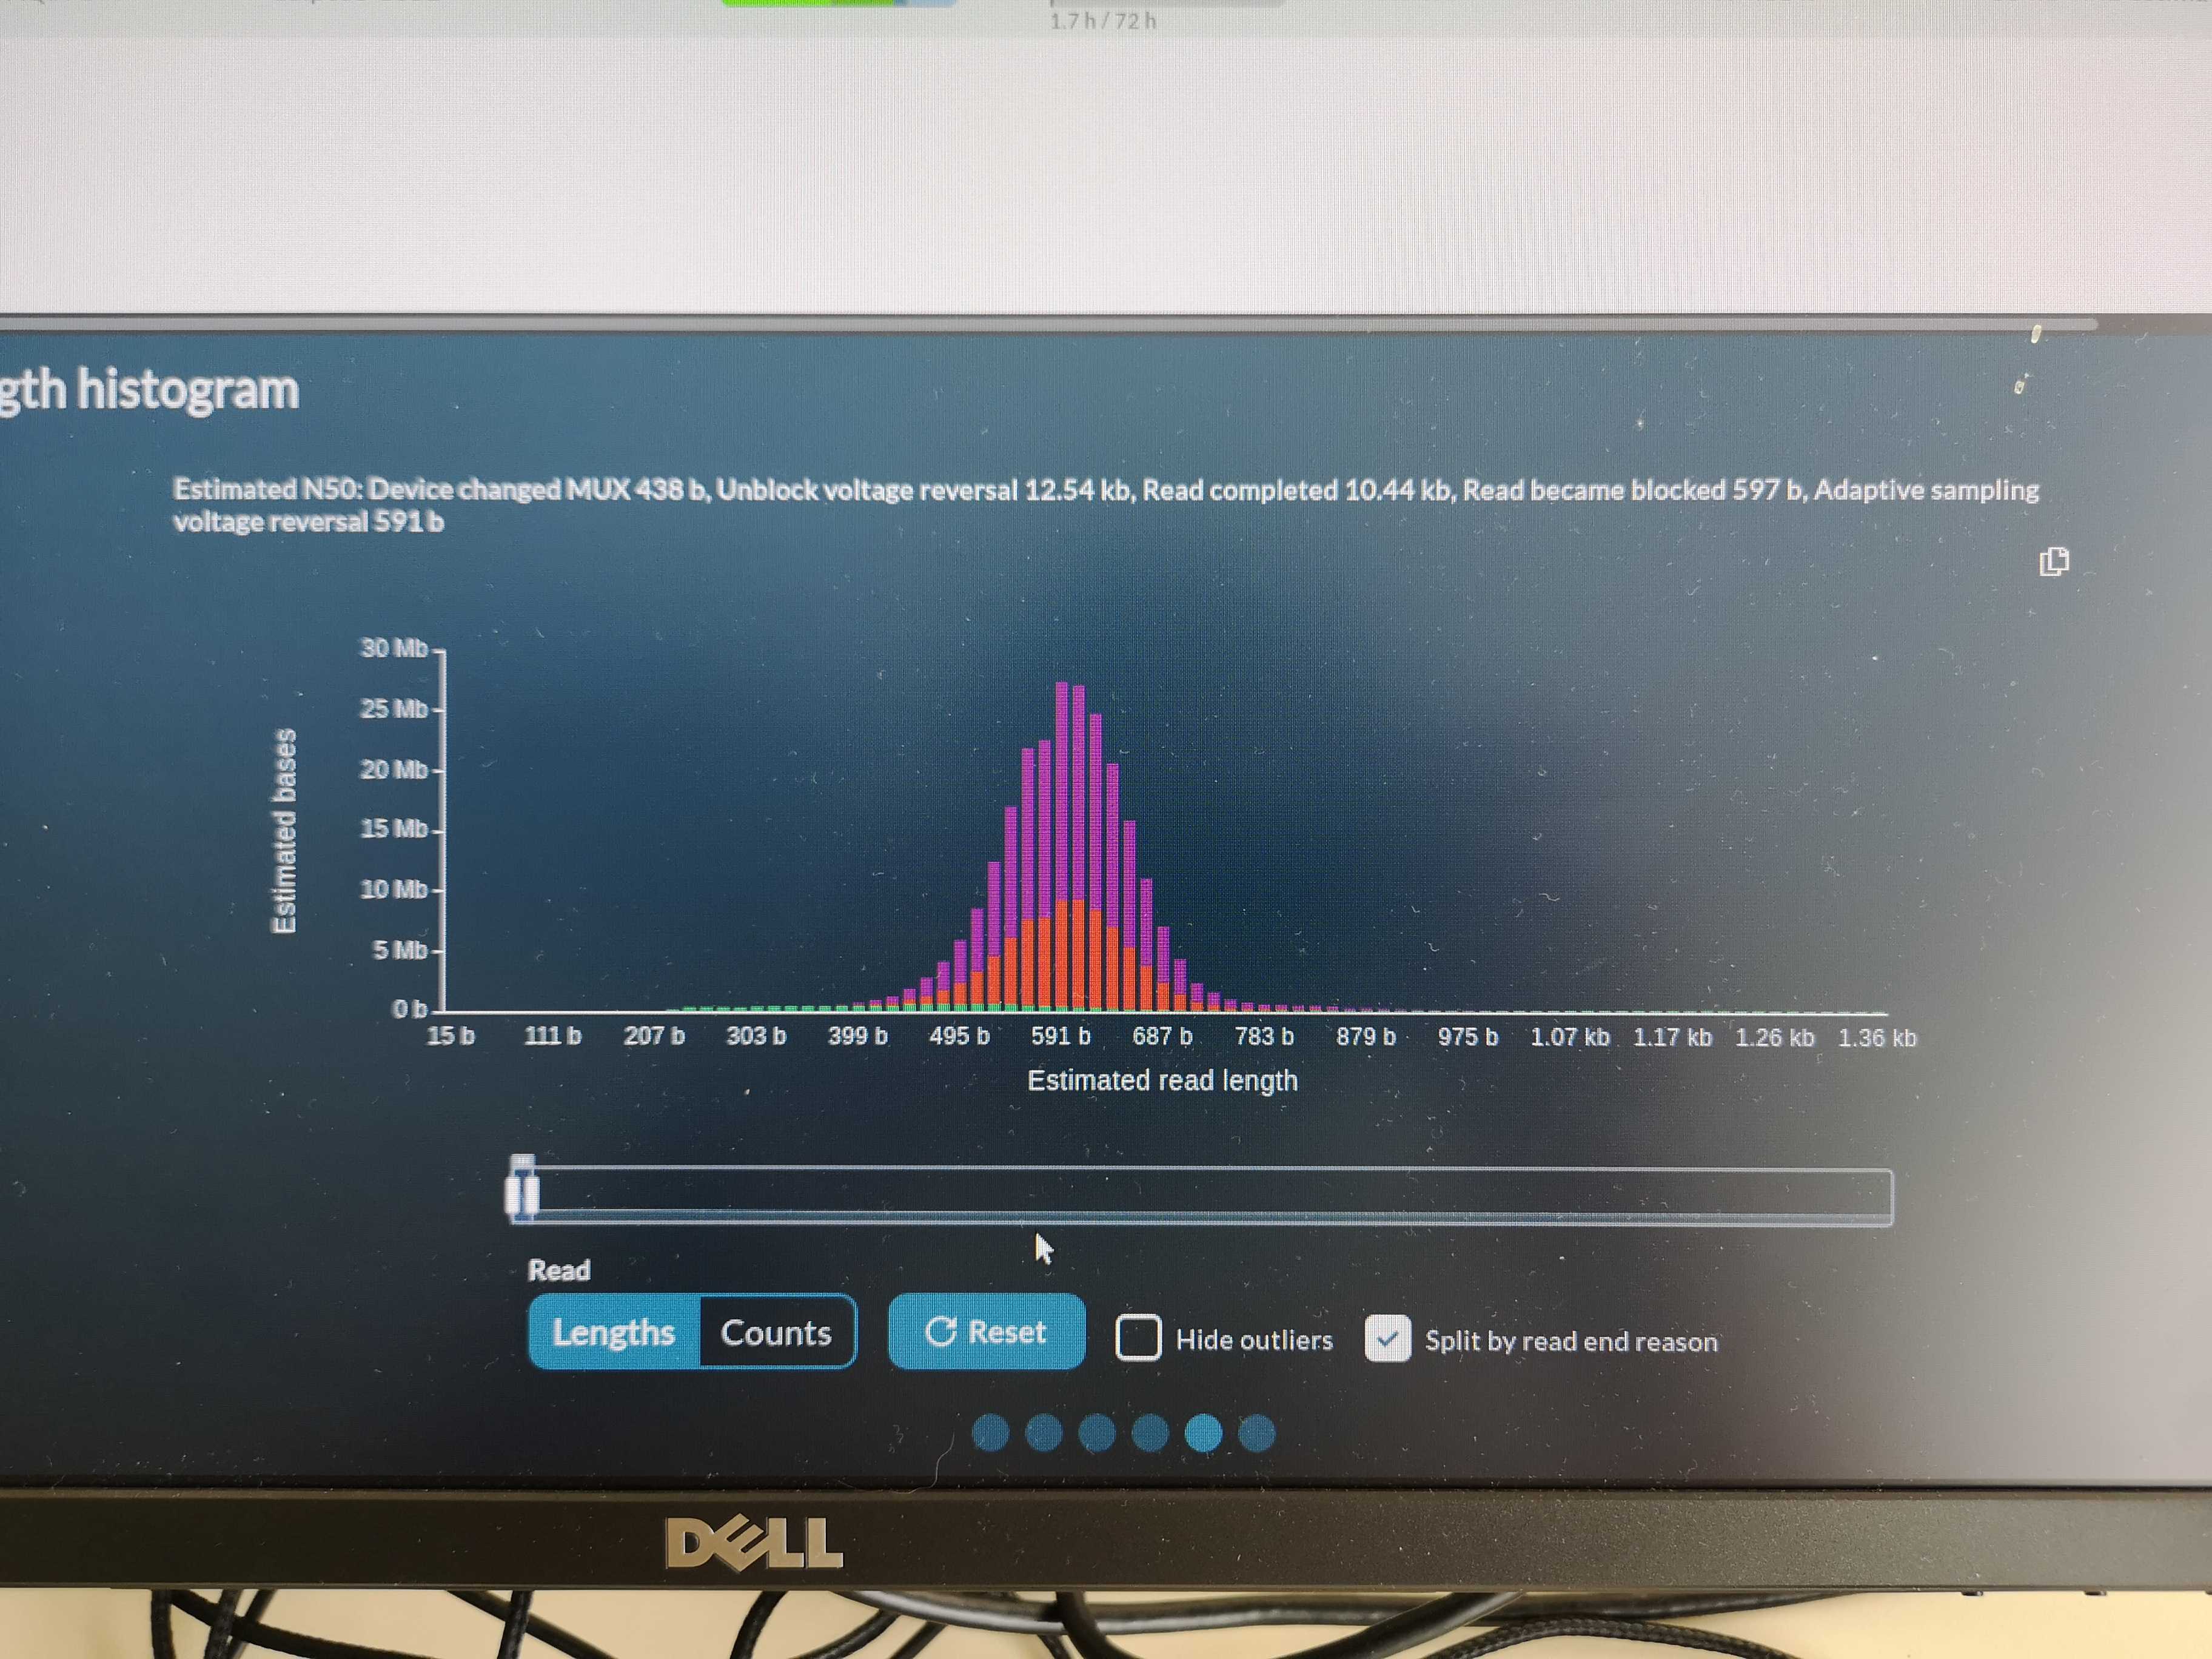 1.7 h / 72 h
gth histogram
Estimated N50: Device changed MUX 438 b, Unblock voltage reversal 12.54 kb, Read completed 10.44 kb, Read became blocked 597 b, Adaptive sampling
voltage reversal 591 b
30 Mb
25 Mb
20 Mb
15 Mb
10 Mb
5 Mb
0 b
Estimated bases
15 b 111 b 207 b 303 b 399 b 495 b 591 b 687 b 783 b 879 b 975 b 1.07 kb 1.17 kb 1.26 kb 1.36 kb
Estimated read length
Read
Lengths Counts Reset Hide outliers Split by read end reason
DELL